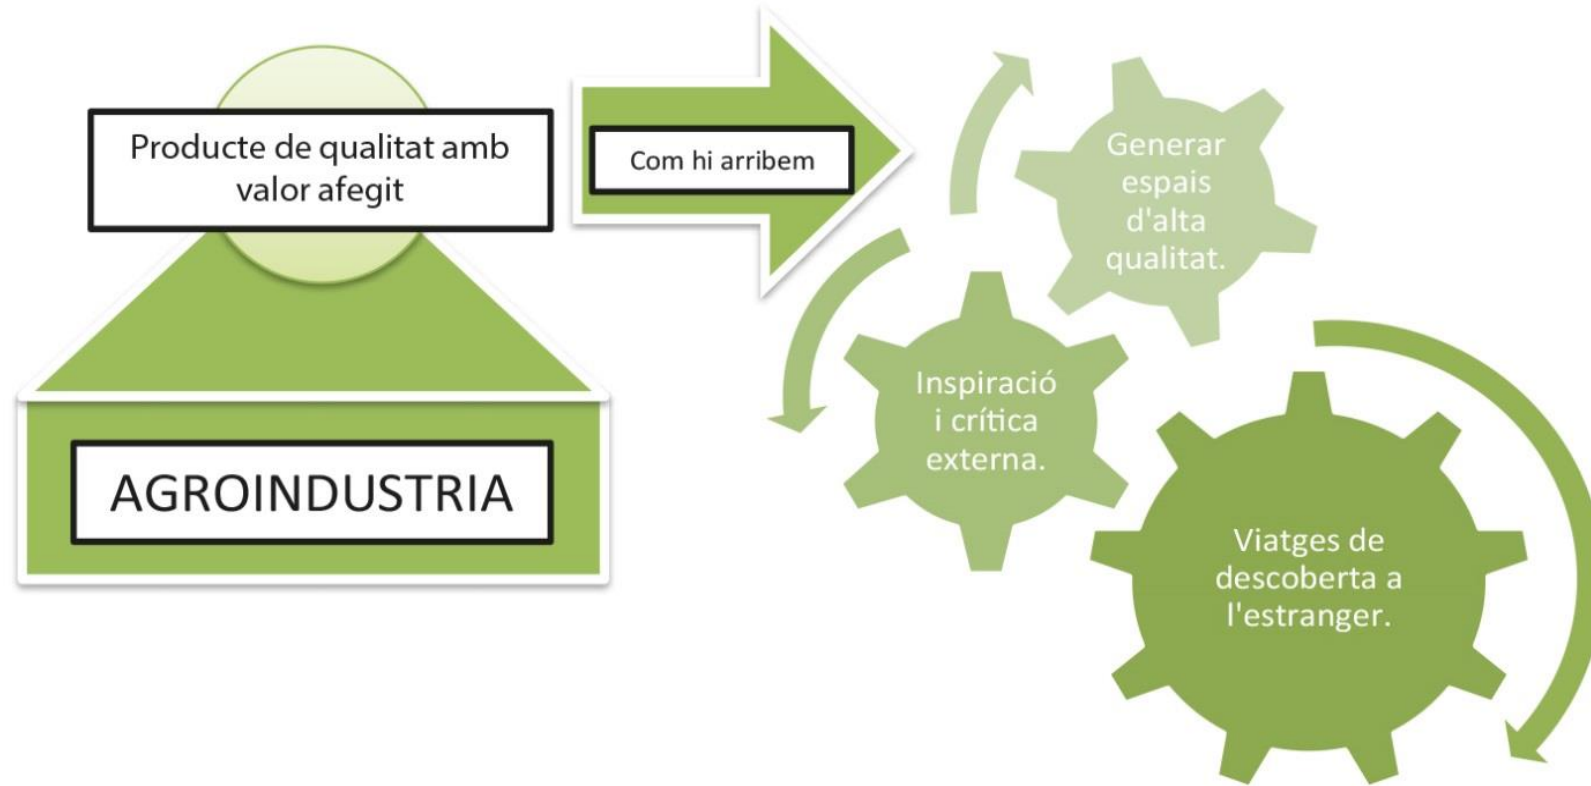 Producte de qualitat amb
valor afegit
AGROINDUSTRIA
Com hi arribem
Generar
espais
d'alta
qualitat.
Inspiració
i crítica
externa.
Viatges de
descoberta a
l'estranger.